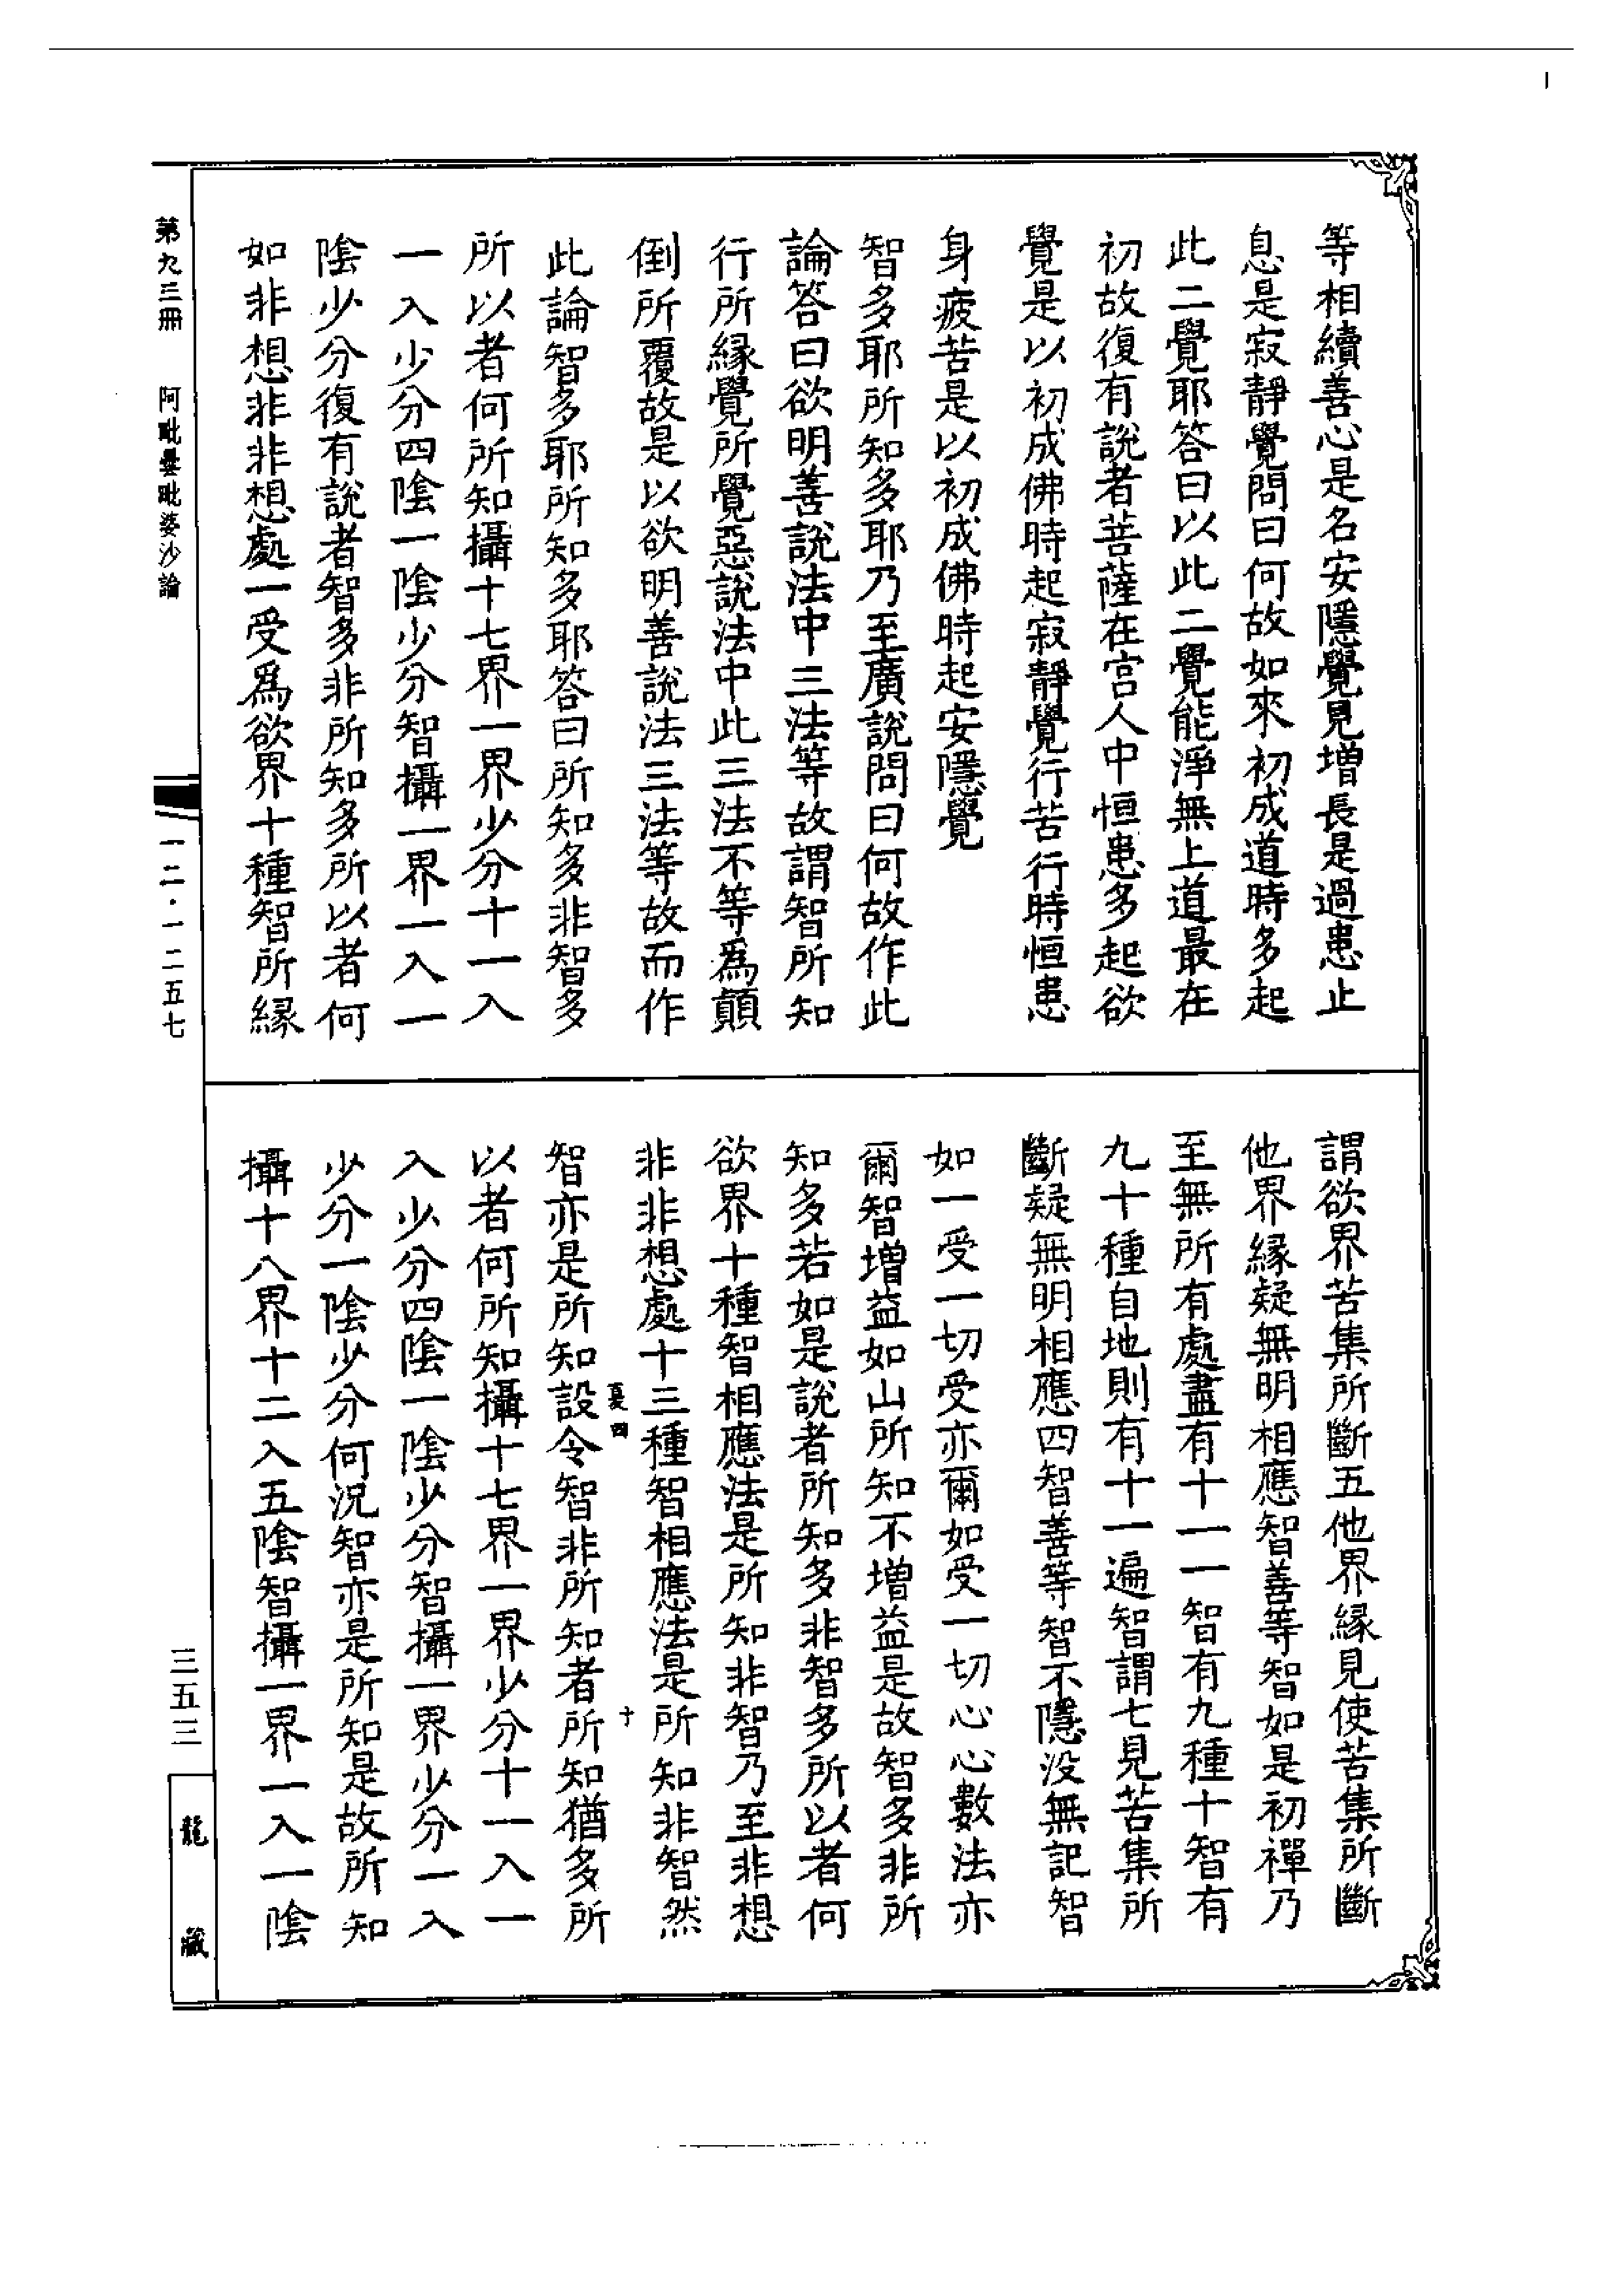 等相續善心是名安隱覺見增長是過患止
息是寂靜覺問曰何故如來初成道時多起
此二覺耶答曰以此二覺能淨無上道最在
初故復有說者菩薩在宮人中恒患多起欲
覺是以初成佛時起寂靜覺行苦行時恒患
身疲苦是以初成佛時起安隱覺
智多耶所知多耶乃至廣說問曰何故作此
論答曰欲明善說法中三法等故謂智所知
行所緣覺所覺惡說法中此三法不等為顛
倒所覆故是以欲明善說法三法等故而作
此論智多耶所知多耶答曰所知多非智多
所以者何所知攝十七界一界少分十一入
一入少分四陰一陰少分智攝一界一入一
陰少分復有說者智多非所知多所以者何
如非想非非想處一受為欲界十種智所緣
謂欲界苦集所斷五他界緣見使苦集所斷
他界緣疑無明相應智善等智如是初禪乃
至無所有處盡有十一一智有九種十智有
九十種自地則有十一遍智謂七見苦集所
斷疑無明相應四智善等智不隱沒無記智
如一受一切受亦爾如受一切心心數法亦
爾智增益如山所知不增益是故智多非所
知多若如是說者所知多非智多所以者何
欲界十種智相應法是所知非智乃至非想
非非想處十三種智相應法是所知非智然
智亦是所知設令智非所知者所知猶多所
以者何所知攝十七界一界少分十一入一
入少分四陰一陰少分智攝一界少分一入
少分一陰少分何況智亦是所知是故所知
攝十八界十二入五陰智攝一界一入一陰
夏四
十
第九三冊 阿毗曇毗婆沙論
一二·一二五七
三五三
龍藏